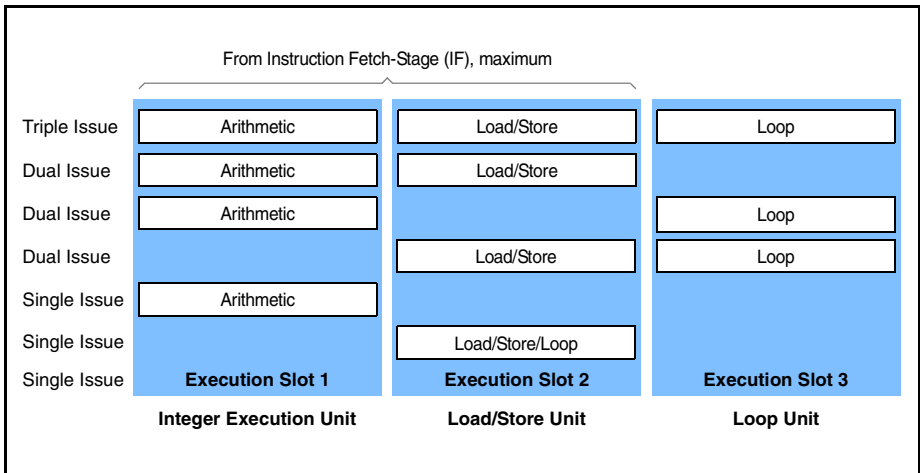 From Instruction Fetch-Stage (IF), maximum
Triple Issue Arithmetic Load/Store Loop
Dual Issue Arithmetic Load/Store
Dual Issue Arithmetic Loop
Dual Issue Load/Store Loop
Single Issue Arithmetic
Single Issue Load/Store/Loop
Single Issue Execution Slot 1 Execution Slot 2 Execution Slot 3
Integer Execution Unit Load/Store Unit Loop Unit